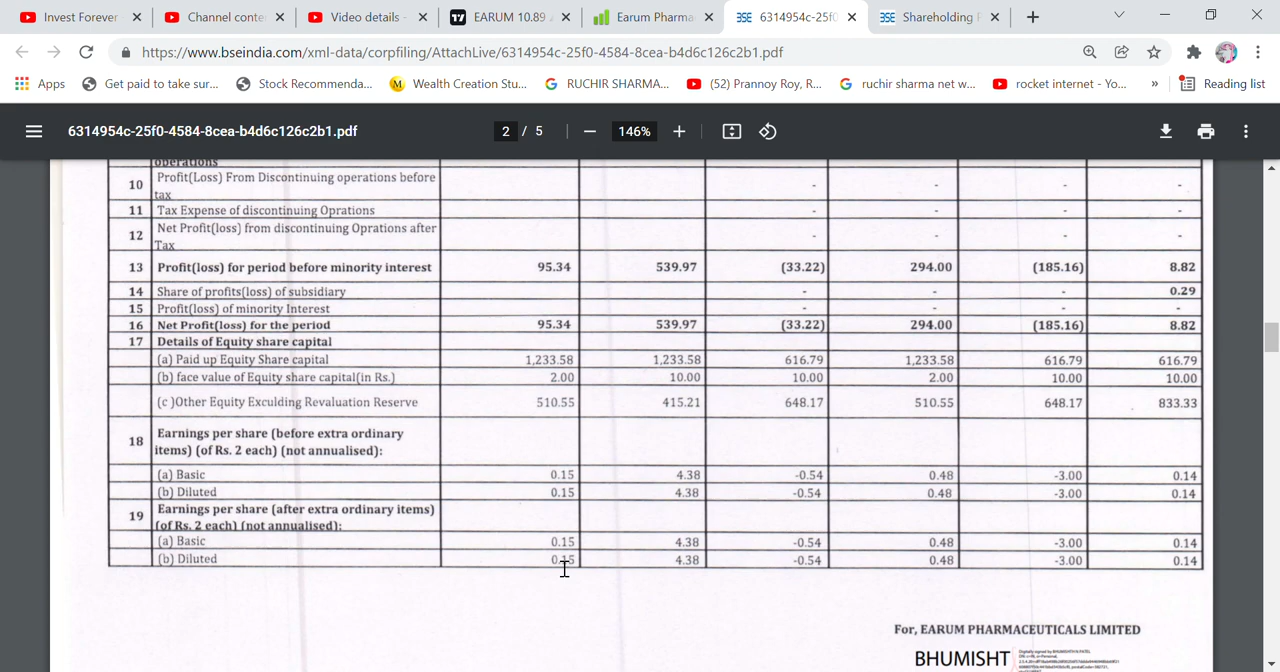 Invest Forever
Channel conte
Video details -
EARUM 10.89
Earum Pharma
6314954c-25f0
Shareholding P
https://www.bseindia.com/xml-data/corpfiling/AttachLive/6314954c-25f0-4584-8cea-b4d6c126c2b1.pdf
Apps Get paid to take sur... Stock Recommenda... Wealth Creation Se... RUCHIR SHARMA... (52) Prannoy Roy, R... ruchir sharma net w... rocket internet - Yo... » Reading list
6314954c-25f0-4584-8cea-b4d6c126c2b1.pdf 2 / 5 146%
operations
10 Profit(Loss) From Discontinuing operations before tax - - - -
11 Tax Expense of discontinuing Oprations - - - -
12 Net Profit(loss) from discontinuing Oprations after Tax - - - -
13 Profit(loss) for period before minority interest 95.34 539.97 (33.22) 294.00 (185.16) 8.82
14 Share of profits(loss) of subsidiary - - - 0.29
15 Profit(loss) of minority Interest - - - -
16 Net Profit(loss) for the period 95.34 539.97 (33.22) 294.00 (185.16) 8.82
17 Details of Equity share capital
(a) Paid up Equity Share capital 1,233.58 1,233.58 616.79 1,233.58 616.79 616.79
(b) face value of Equity share capital(in Rs.) 2.00 10.00 10.00 2.00 10.00 10.00
(c )Other Equity Exculding Revaluation Reserve 510.55 415.21 648.17 510.55 648.17 833.33
18 Earnings per share (before extra ordinary
items) (of Rs. 2 each) (not annualised):
(a) Basic 0.15 4.38 -0.54 0.48 -3.00 0.14
(b) Diluted 0.15 4.38 -0.54 0.48 -3.00 0.14
19 Earnings per share (after extra ordinary items)
(of Rs. 2 each) (not annualised):
(a) Basic 0.15 4.38 -0.54 0.48 -3.00 0.14
(b) Diluted 0.15 4.38 -0.54 0.48 -3.00 0.14
For, EARUM PHARMACEUTICALS LIMITED
BHUMISHT